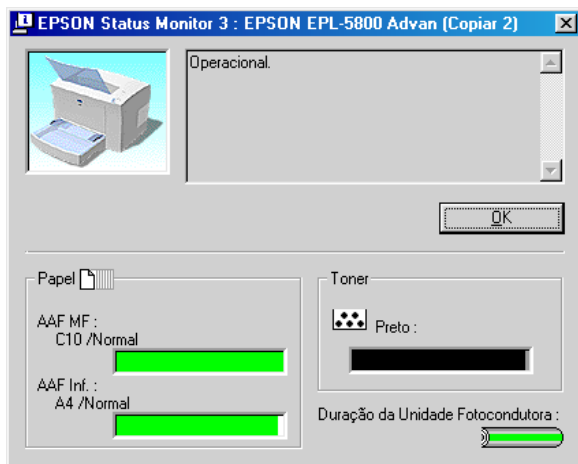 EPSON Status Monitor 3 : EPSON EPL-5800 Advan (Copiar 2)
Operacional.
OK
Papel
AAF MF :
C10 /Normal
AAF Inf. :
A4 /Normal
Toner
Preto :
Duração da Unidade Fotocondutora :